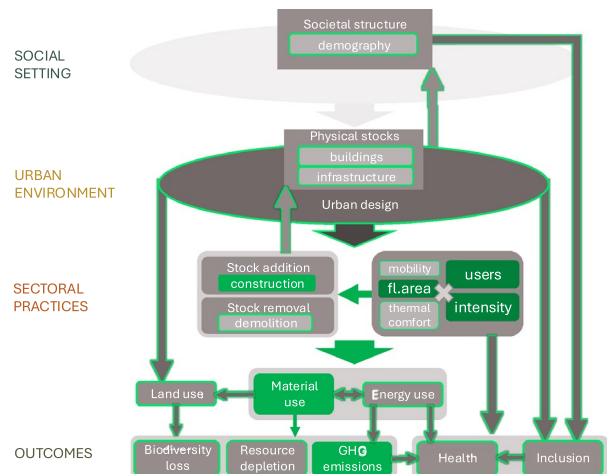 Societal structure
demography
SOCIAL
SETTING
Physical stocks
buildings
infrastructure
URBAN
ENVIRONMENT
Urban design
Stock addition
construction
Stock removal
demolition
mobility
fl.area
thermal
comfort
users
intensity
SECTORAL
PRACTICES
Land use
Material
use
Energy use
OUTCOMES
Biodiversity
loss
Resource
depletion
GHG
emissions
Health
Inclusion